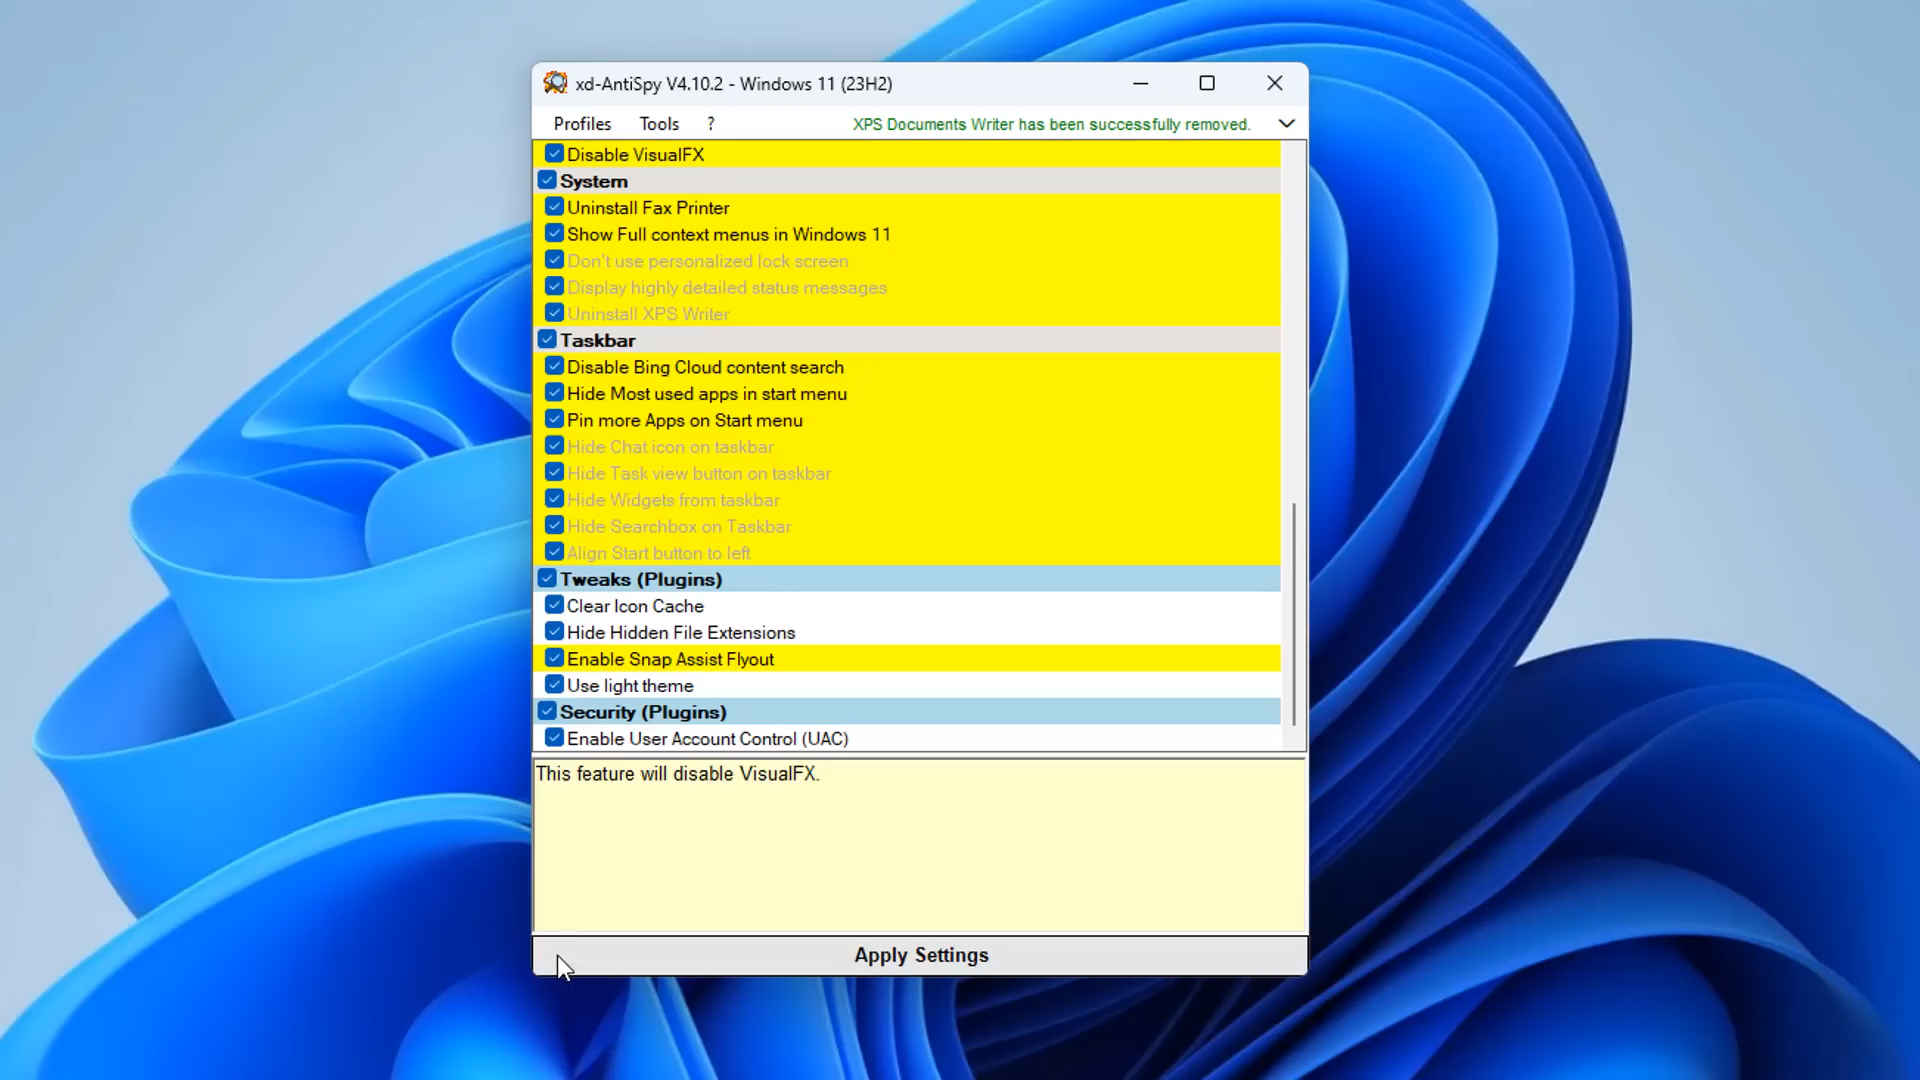 xd-AntiSpy V4.10.2 - Windows 11 (23H2)
Profiles Tools ? XPS Documents Writer has been successfully removed.
Disable VisualFX
System
Uninstall Fax Printer
Show Full context menus in Windows 11
Don't use personalized lock screen
Display highly detailed status messages
Uninstall XPS Writer
Taskbar
Disable Bing Cloud content search
Hide Most used apps in start menu
Pin more Apps on Start menu
Hide Chat icon on taskbar
Hide Task view button on taskbar
Hide Widgets from taskbar
Hide Searchbox on Taskbar
Align Start button to left
Tweaks (Plugins)
Clear Icon Cache
Hide Hidden File Extensions
Enable Snap Assist Flyout
Use light theme
Security (Plugins)
Enable User Account Control (UAC)
This feature will disable VisualFX.
Apply Settings